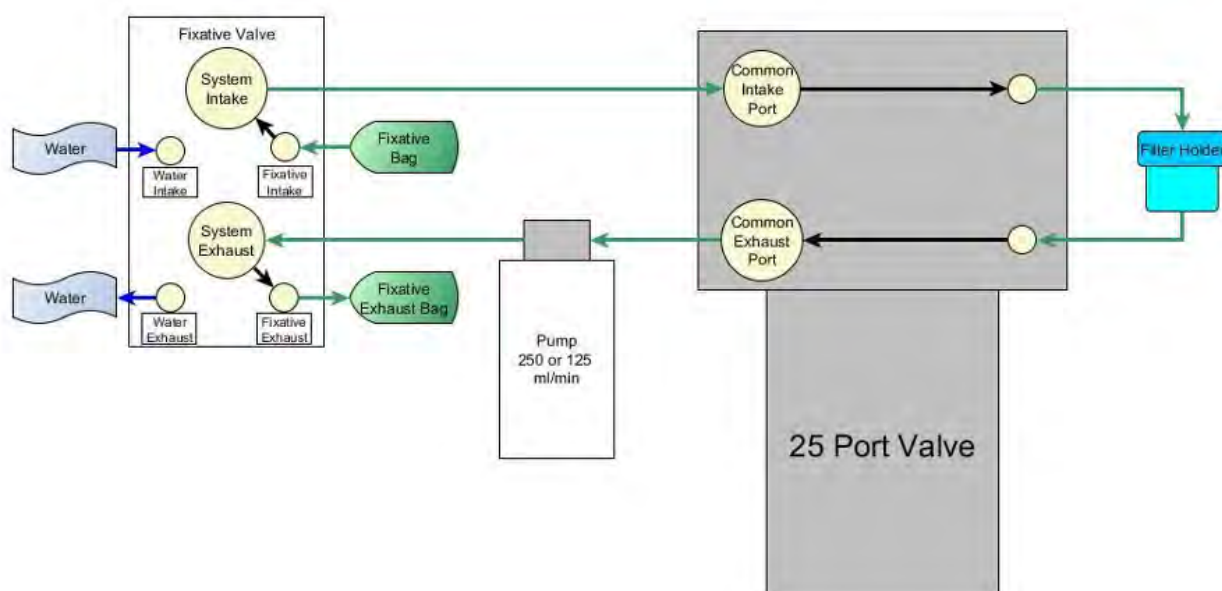 Fixative Valve
System
Intake
Common
Intake
Port
Water
Fixative
Bag
Filter Holder
Water
Intake
Fixative
Intake
System
Exhaust
Common
Exhaust
Port
Water
Fixative
Exhaust Bag
Water
Exhaust
Fixative
Exhaust
Pump
250 or 125
ml/min
25 Port Valve